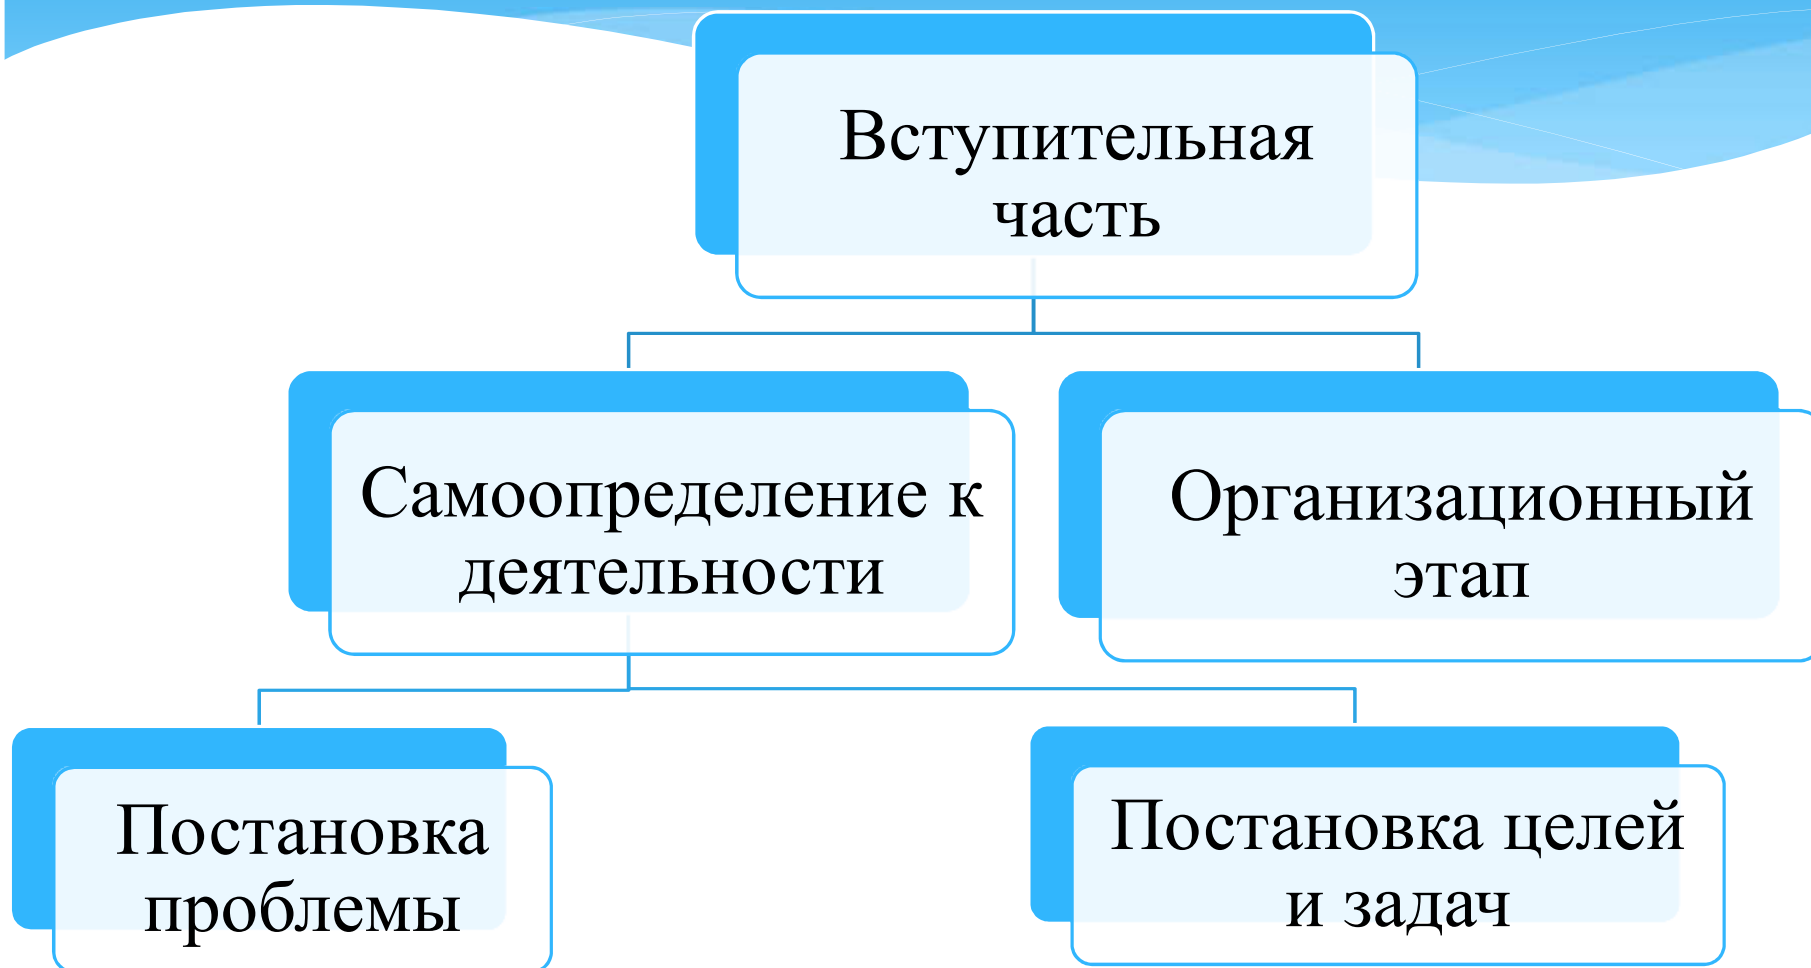 Вступительная
часть
Самоопределение к
деятельности
Организационный
этап
Постановка
проблемы
Постановка целей
и задач